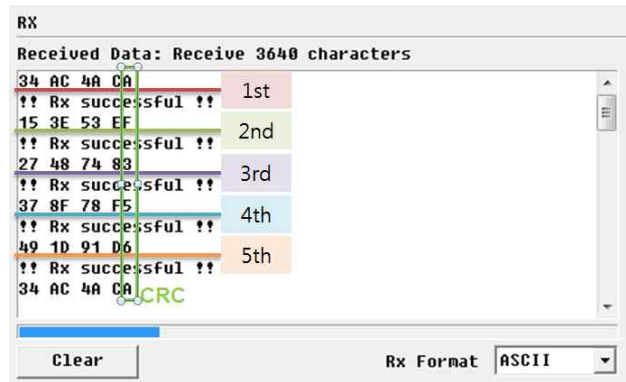 RX
Received Data: Receive 3640 characters
34 AC 4A CA
!! Rx successful !! 1st
15 3E 53 EF
!! Rx successful !! 2nd
27 48 74 83
!! Rx successful !! 3rd
37 8F 78 F5
!! Rx successful !! 4th
49 1D 91 D6
!! Rx successful !! 5th
34 AC 4A CA CRC
Clear Rx Format ASCII